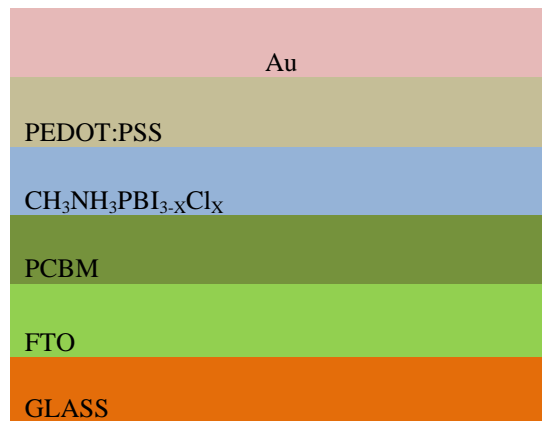 Au
PEDOT:PSS
CH₃NH₃PBI₃₋ₓClₓ
PCBM
FTO
GLASS